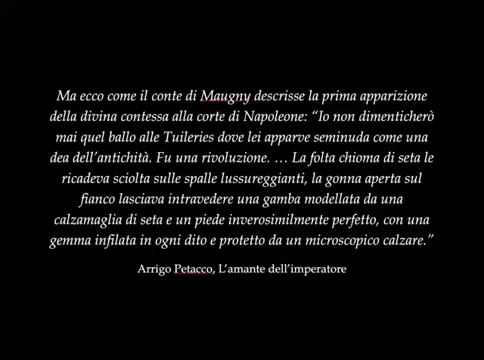 Ma ecco come il conte di Maugny descrisse la prima apparizione
della divina contessa alla corte di Napoleone: “Io non dimenticherò
mai quel ballo alle Tuileries dove lei apparve seminuda come una
dea dell’antichità. Fu una rivoluzione. … La folta chioma di seta le
ricadeva sciolta sulle spalle lussureggianti, la gonna aperta sul
fianco lasciava intravedere una gamba modellata da una
calzamaglia di seta e un piede inverosimilmente perfetto, con una
gemma infilata in ogni dito e protetto da un microscopico calzare.”
Arrigo Petacco, L’amante dell’imperatore